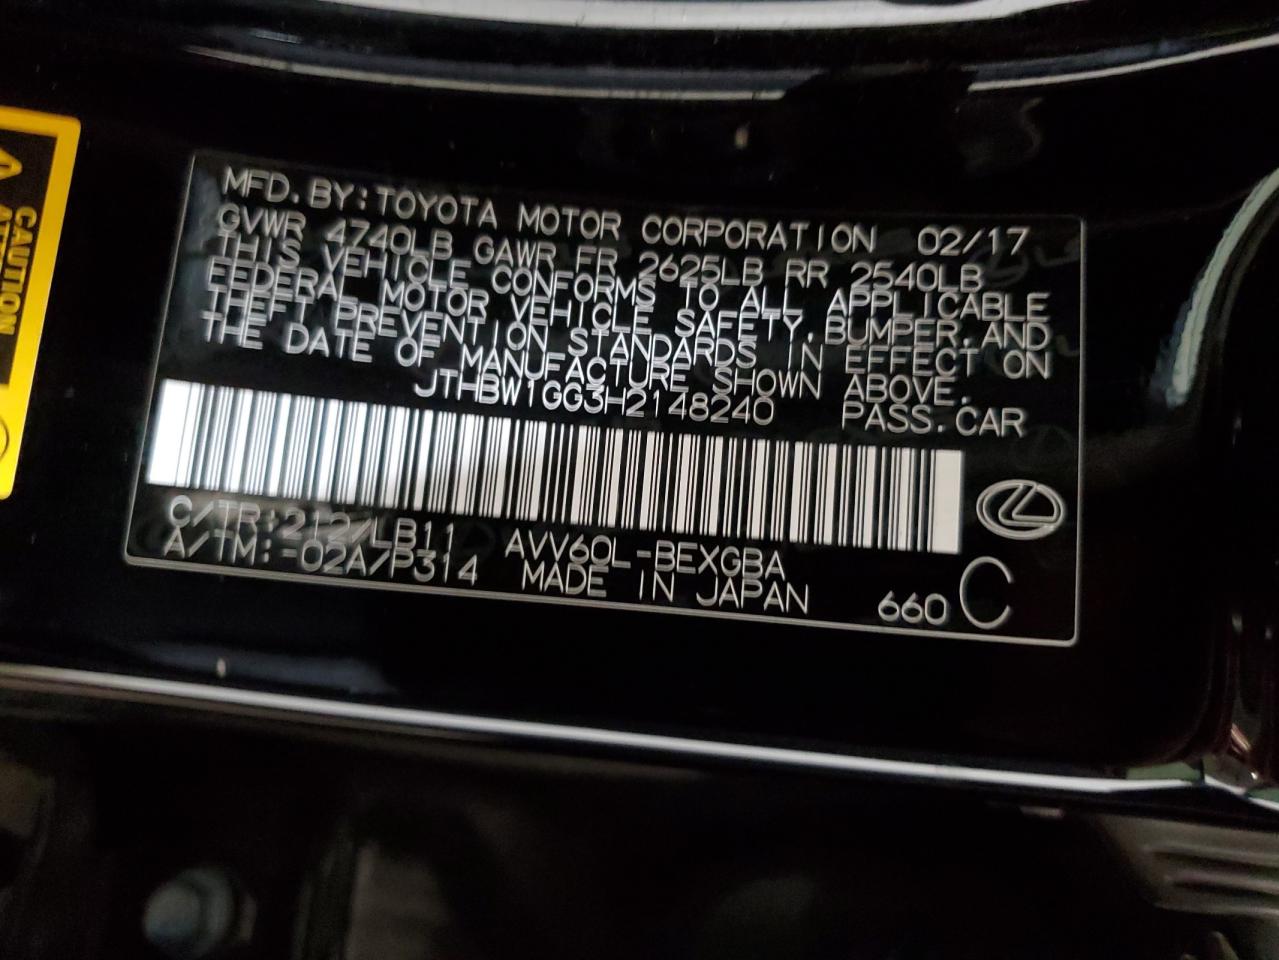 MFD.BY:TOYOTA MOTOR CORPORATION 02/17
GVWR 4740LB GAWR FR 2625LB RR 2540LB
THIS VEHICLE CONFORMS TO ALL APPLICABLE
FEDERAL MOTOR VEHICLE SAFETY,BUMPER,AND
THEFT PREVENTION STANDARDS IN EFFECT ON
THE DATE OF MANUFACTURE SHOWN ABOVE.
JTHBW1GG3H2148240 PASS.CAR
C/TR:212/LB11 AVV60L-BEXGBA
A/TM:-02A/P314 MADE IN JAPAN 660 C
CAUTION